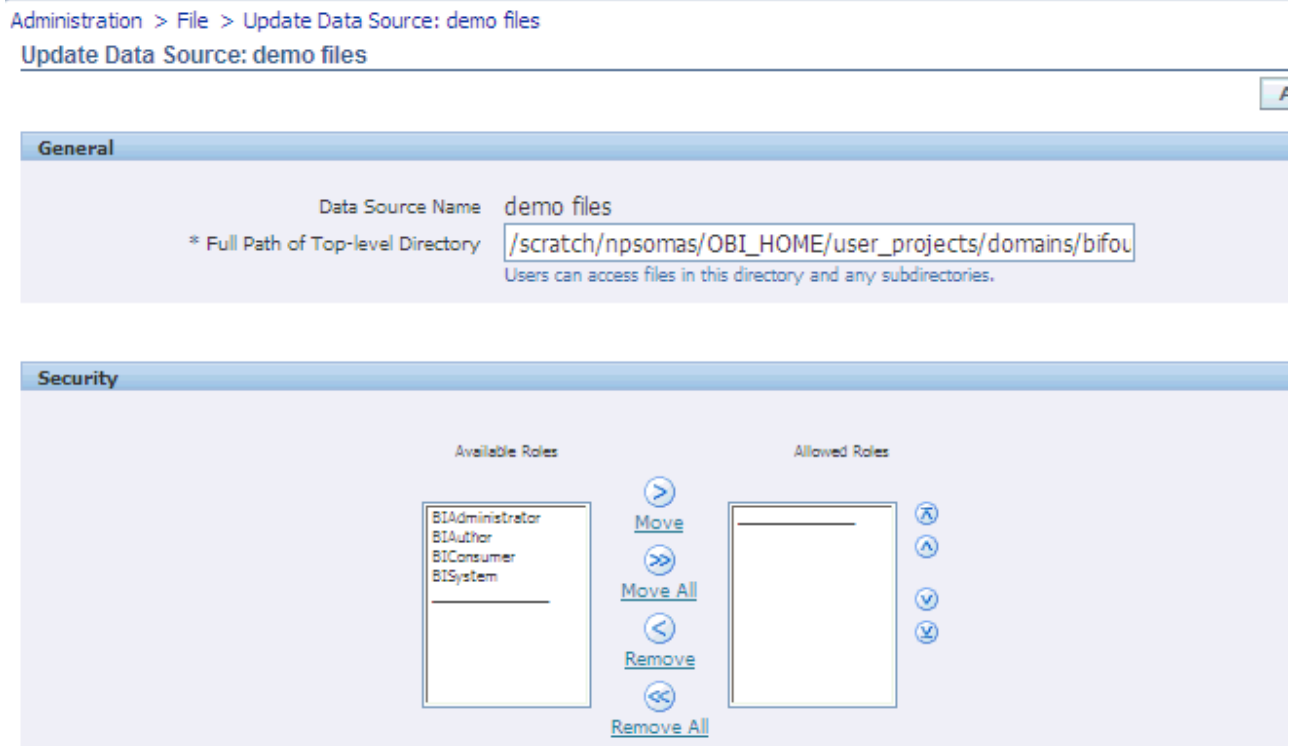 Administration > File > Update Data Source: demo files
Update Data Source: demo files
General
Data Source Name demo files
* Full Path of Top-level Directory /scratch/npsomas/OBI_HOME/user_projects/domains/bifou
Users can access files in this directory and any subdirectories.
Security
Available Roles Allowed Roles
BIAdministrator
BIAuthor
BIConsumer
BISystem
Move
Move All
Remove
Remove All